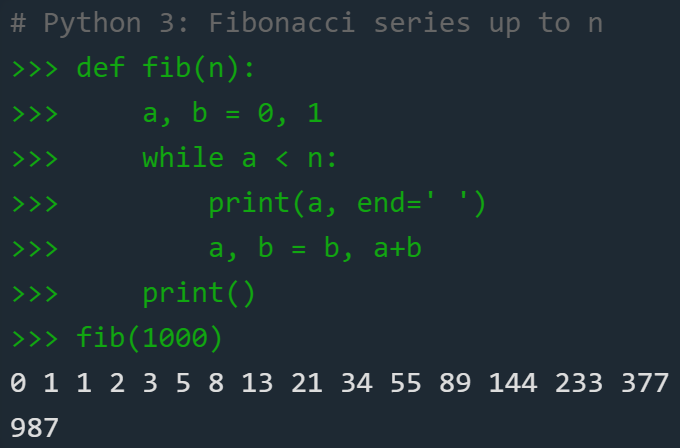 # Python 3: Fibonacci series up to n
>>> def fib(n):
>>>     a, b = 0, 1
>>>     while a < n:
>>>         print(a, end=' ')
>>>         a, b = b, a+b
>>>     print()
>>> fib(1000)
0 1 1 2 3 5 8 13 21 34 55 89 144 233 377
987